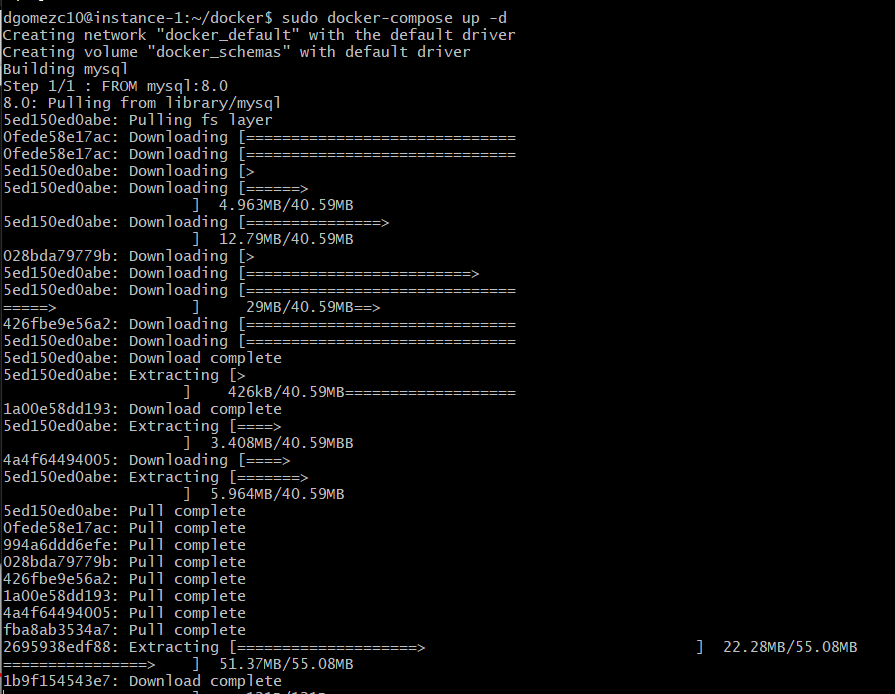 dgomezc10@instance-1:~/docker$ sudo docker-compose up -d
Creating network "docker_default" with the default driver
Creating volume "docker_schemas" with default driver
Building mysql
Step 1/1 : FROM mysql:8.0
8.0: Pulling from library/mysql
5ed150ed0abe: Pulling fs layer
0fede58e17ac: Downloading [==============================
0fede58e17ac: Downloading [==============================
5ed150ed0abe: Downloading [>
5ed150ed0abe: Downloading [======>
] 4.963MB/40.59MB
5ed150ed0abe: Downloading [===============>
] 12.79MB/40.59MB
028bda79779b: Downloading [>
5ed150ed0abe: Downloading [=========================>
5ed150ed0abe: Downloading [==============================
=====> ] 29MB/40.59MB==>
426fbe9e56a2: Downloading [==============================
5ed150ed0abe: Downloading [==============================
5ed150ed0abe: Download complete
5ed150ed0abe: Extracting [>
] 426kB/40.59MB===================
1a00e58dd193: Download complete
5ed150ed0abe: Extracting [====>
] 3.408MB/40.59MBB
4a4f64494005: Downloading [====>
5ed150ed0abe: Extracting [=======>
] 5.964MB/40.59MB
5ed150ed0abe: Pull complete
0fede58e17ac: Pull complete
994a6ddd6efe: Pull complete
028bda79779b: Pull complete
426fbe9e56a2: Pull complete
1a00e58dd193: Pull complete
4a4f64494005: Pull complete
fba8ab3534a7: Pull complete
2695938edf88: Extracting [====================> ] 22.28MB/55.08MB
================> ] 51.37MB/55.08MB
1b9f154543e7: Download complete